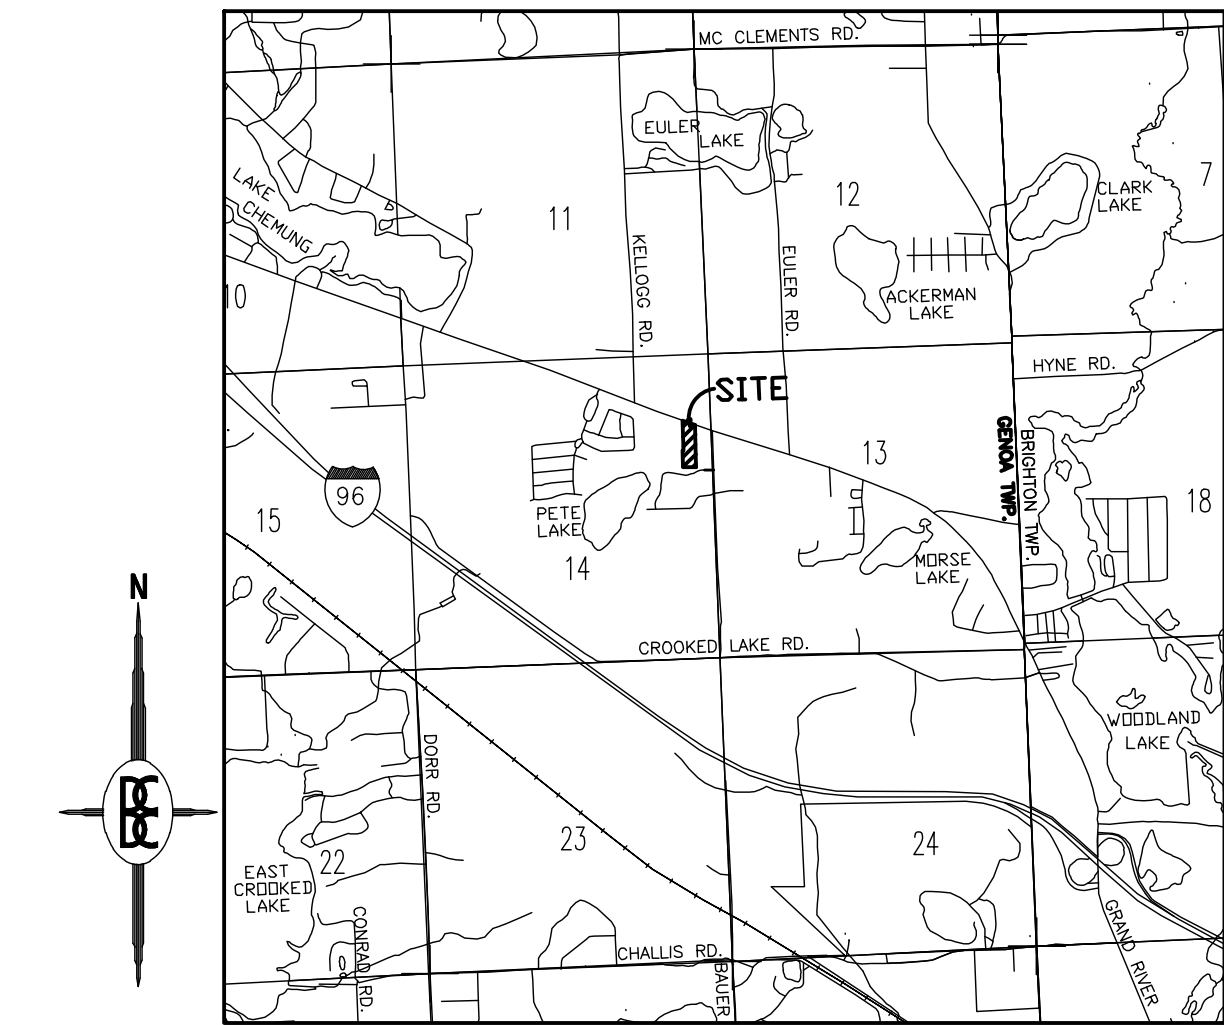 MC CLEMENTS RD.
EULER
LAKE
7
12
CLARK
LAKE
LAKE
CHEMUNG
11
KELLOGG RD.
EULER RD.
10
ACKERMAN
LAKE
HYNE RD.
SITE
GENOA TWP.
BRIGHTON TWP.
13
96
15
PETE
LAKE
18
14
MORSE
LAKE
N
CROOKED LAKE RD.
WOODLAND
LAKE
DORR RD.
23
24
22
EAST
CROOKED
LAKE
CONRAD RD.
GRAND RIVER
CHALLIS RD.
BAUER